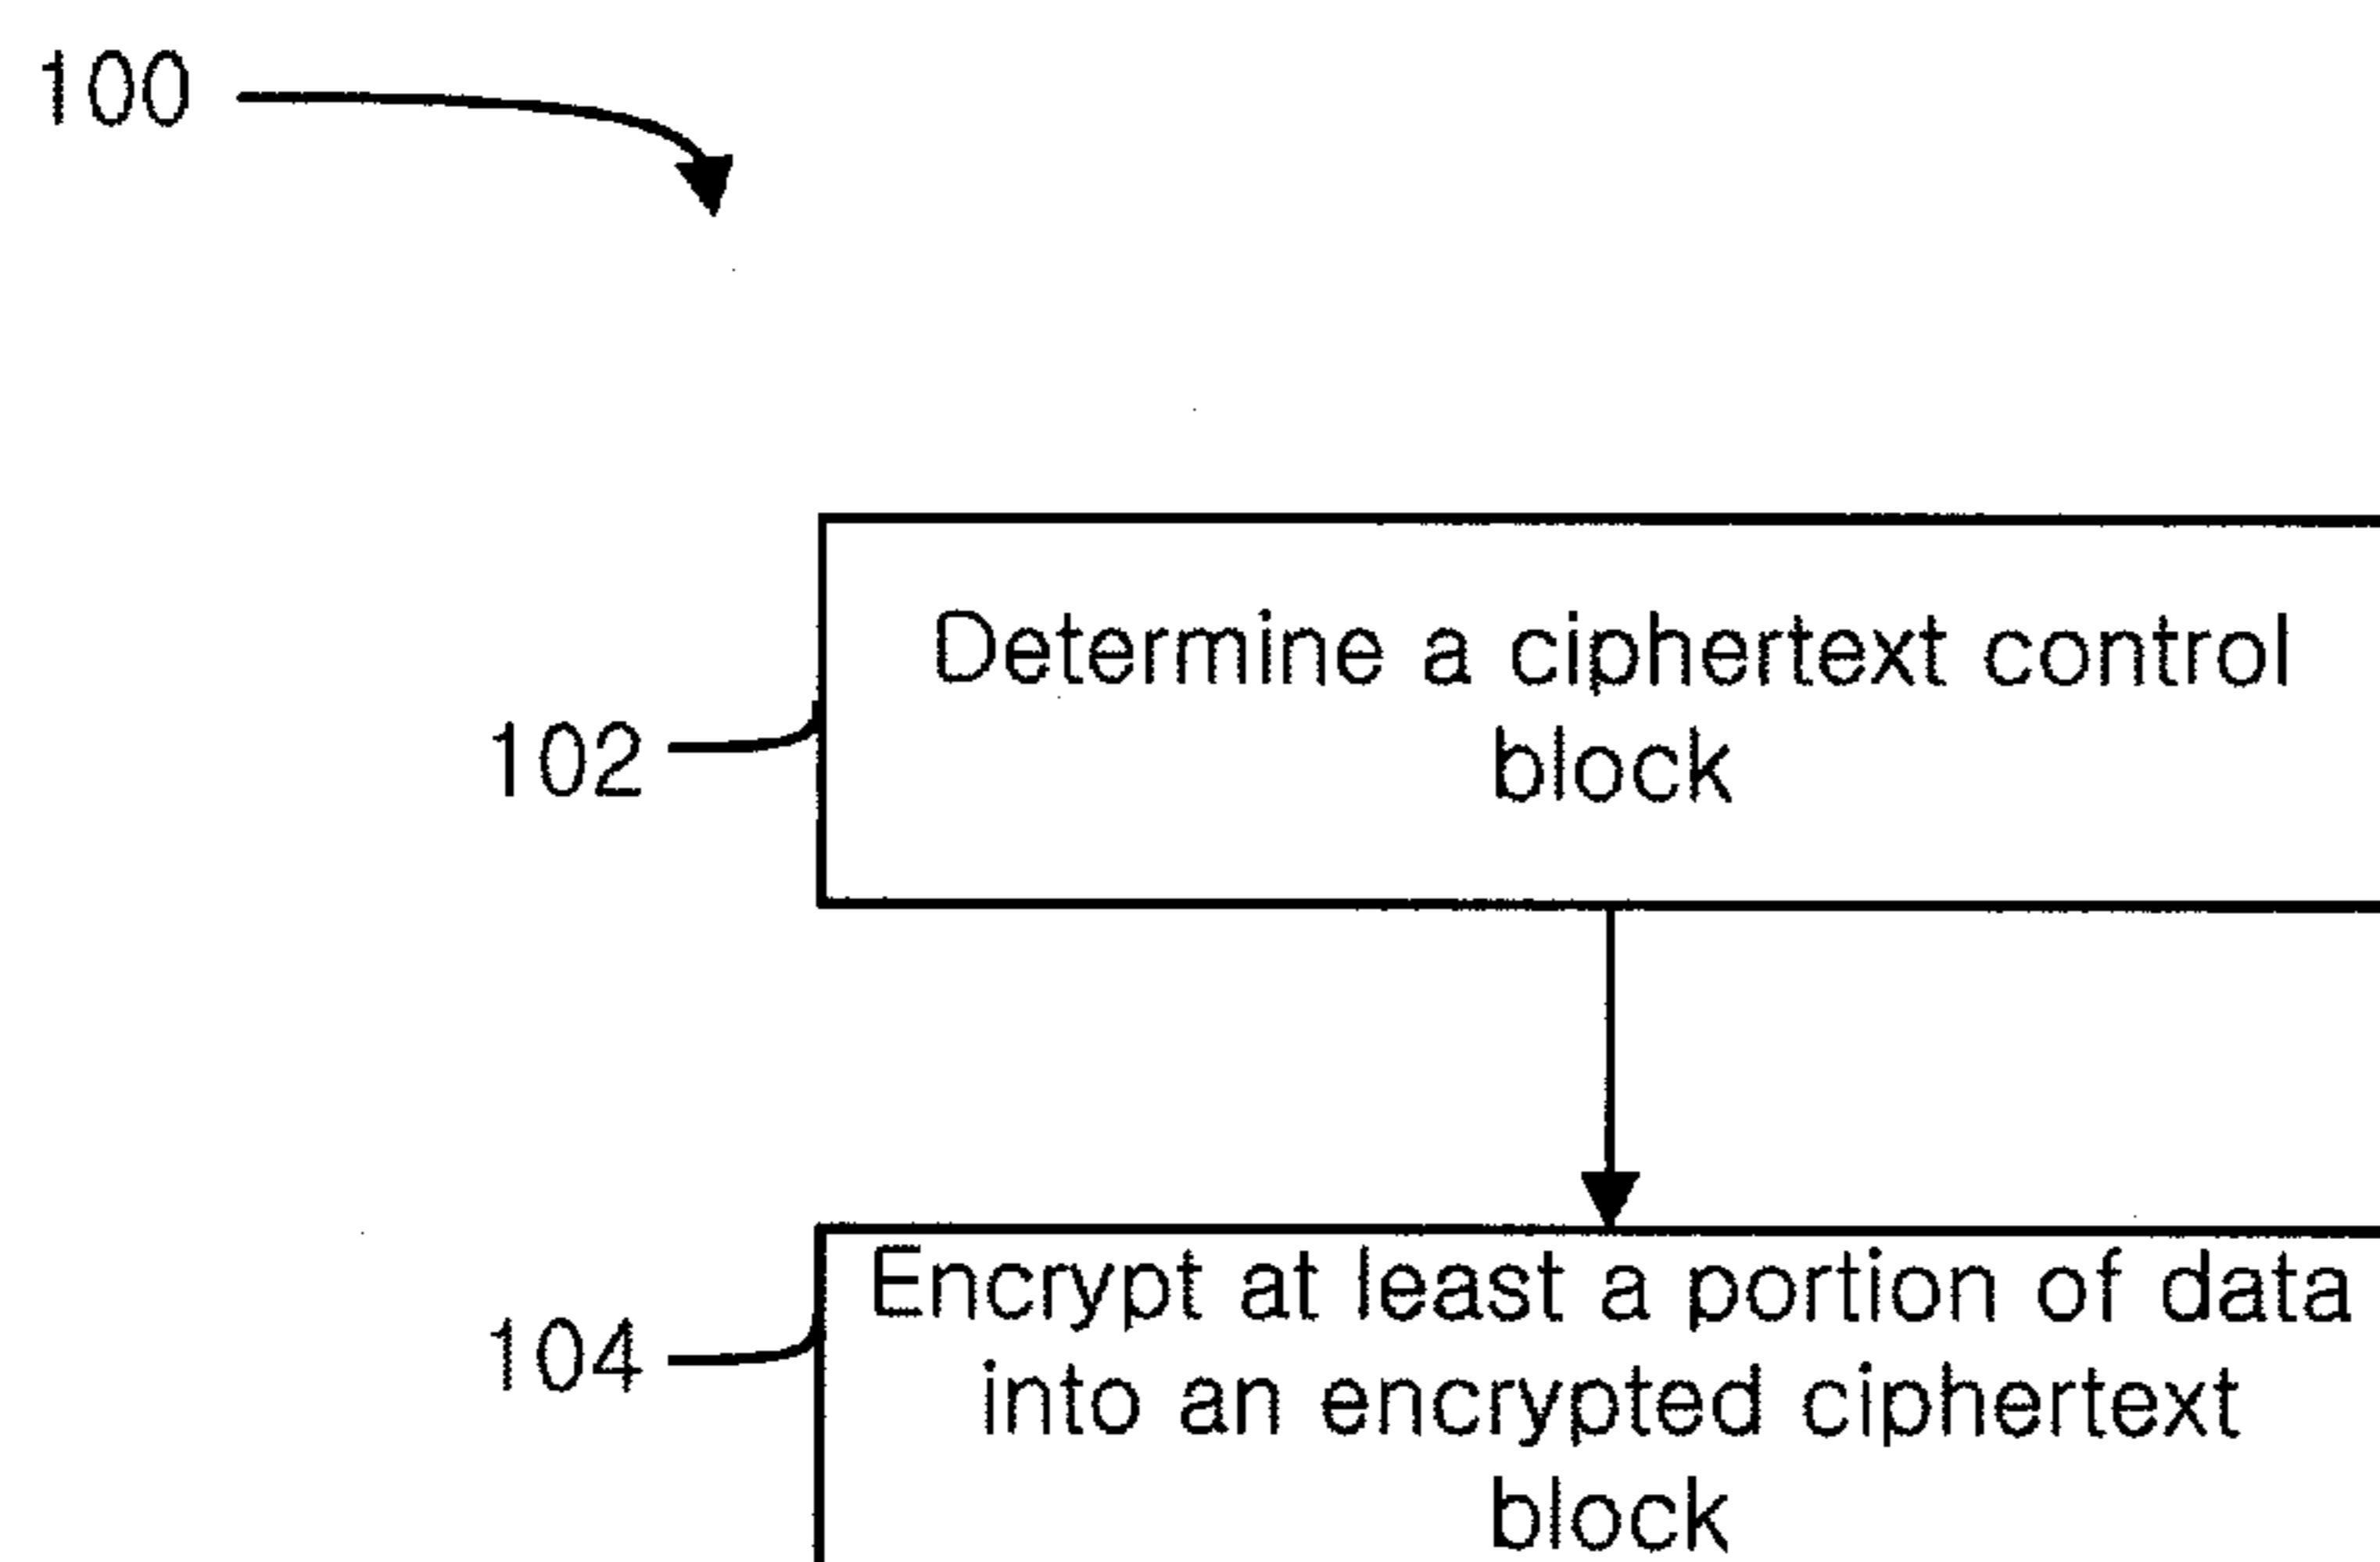 100
Determine a ciphertext control
block
102
Encrypt at least a portion of data
into an encrypted ciphertext
block
104